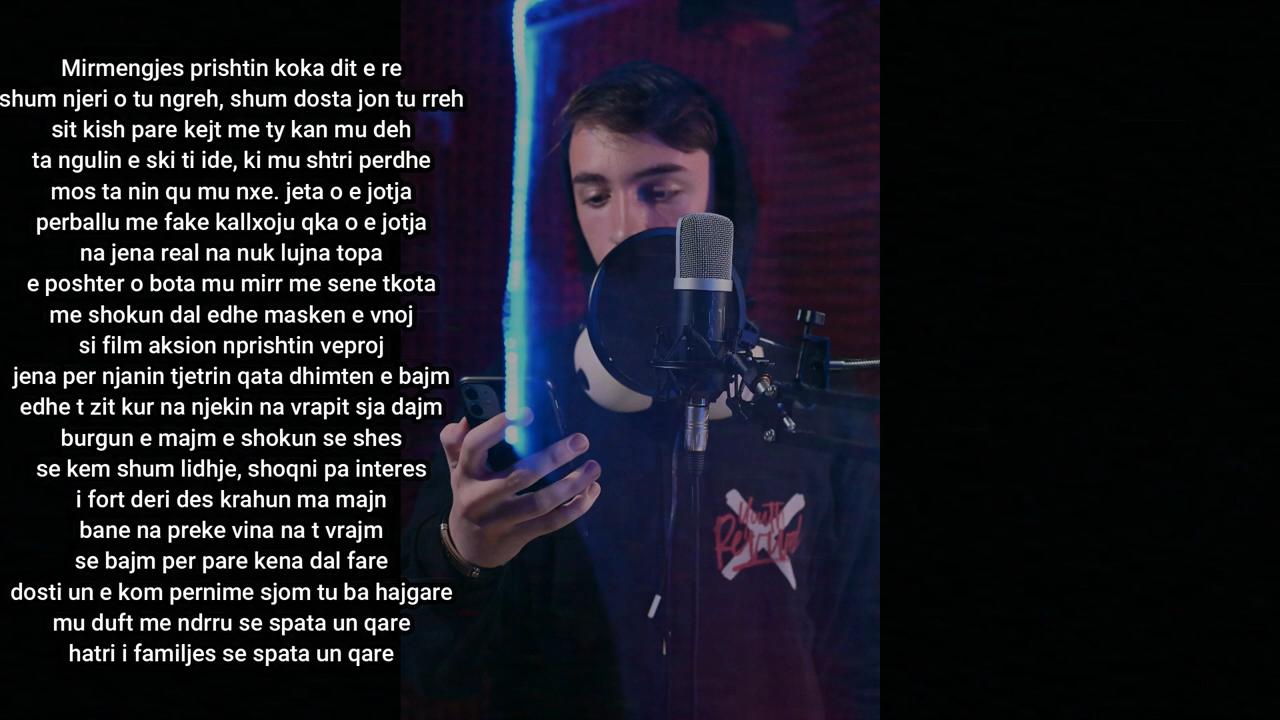 Mirmengjes prishtin koka dit e re
shum njeri o tu ngreh, shum dosta jon tu rreh
sit kish pare kejt me ty kan mu deh
ta ngulin e ski ti ide, ki mu shtri perdhe
mos ta nin qu mu nxe. jeta o e jotja
perballu me fake kallxoju qka o e jotja
na jena real na nuk lujna topa
e poshter o bota mu mirr me sene tkota
me shokun dal edhe masken e vnoj
si film aksion nprishtin veproj
jena per njanin tjetrin qata dhimten e bajm
edhe t zit kur na njekin na vrapit sja dajm
burgun e majm e shokun se shes
se kem shum lidhje, shoqni pa interes
i fort deri des krahun ma majn
bane na preke vina na t vrajm
se bajm per pare kena dal fare
dosti un e kom pernime sjom tu ba hajgare
mu duft me ndrru se spata un qare
hatri i familjes se spata un qare
Youth